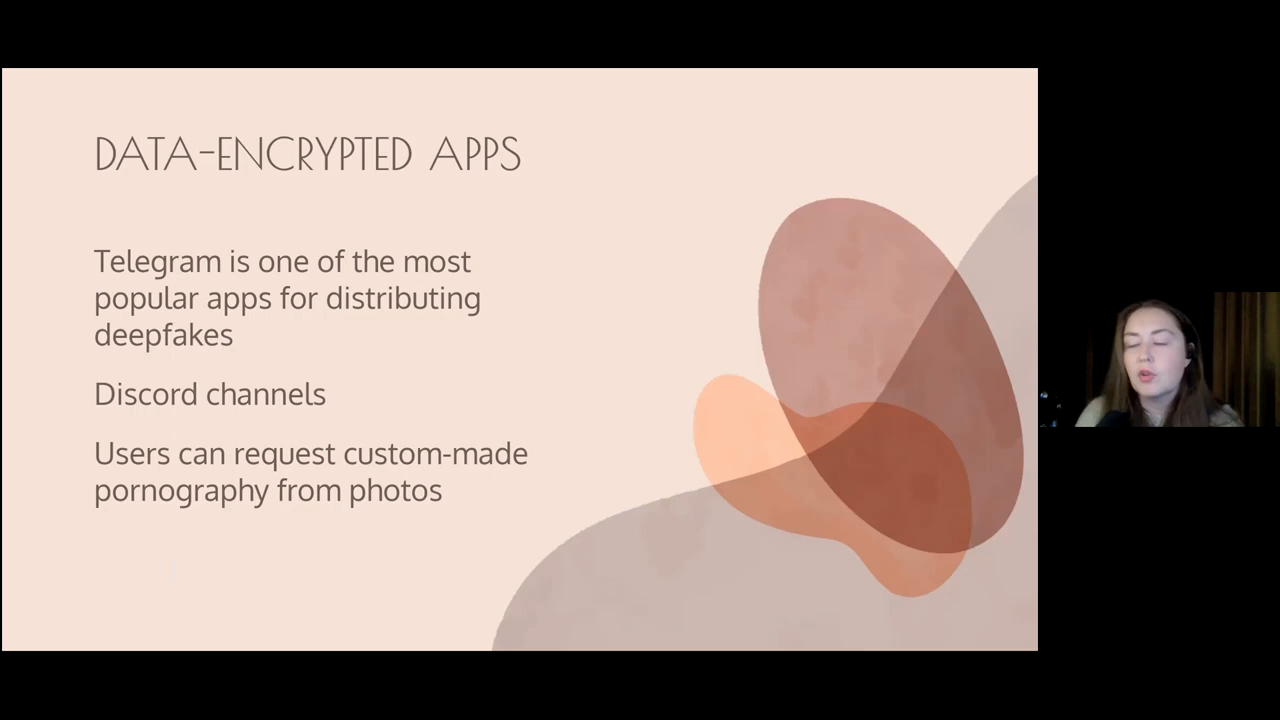 DATA-ENCRYPTED APPS
Telegram is one of the most
popular apps for distributing
deepfakes
Discord channels
Users can request custom-made
pornography from photos